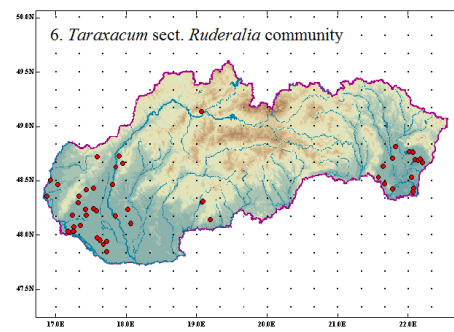 50.0N
6. Taraxacum sect. Ruderalia community
49.5N
49.0N
48.5N
48.0N
47.5N
17.0E 18.0E 19.0E 20.0E 21.0E 22.0E